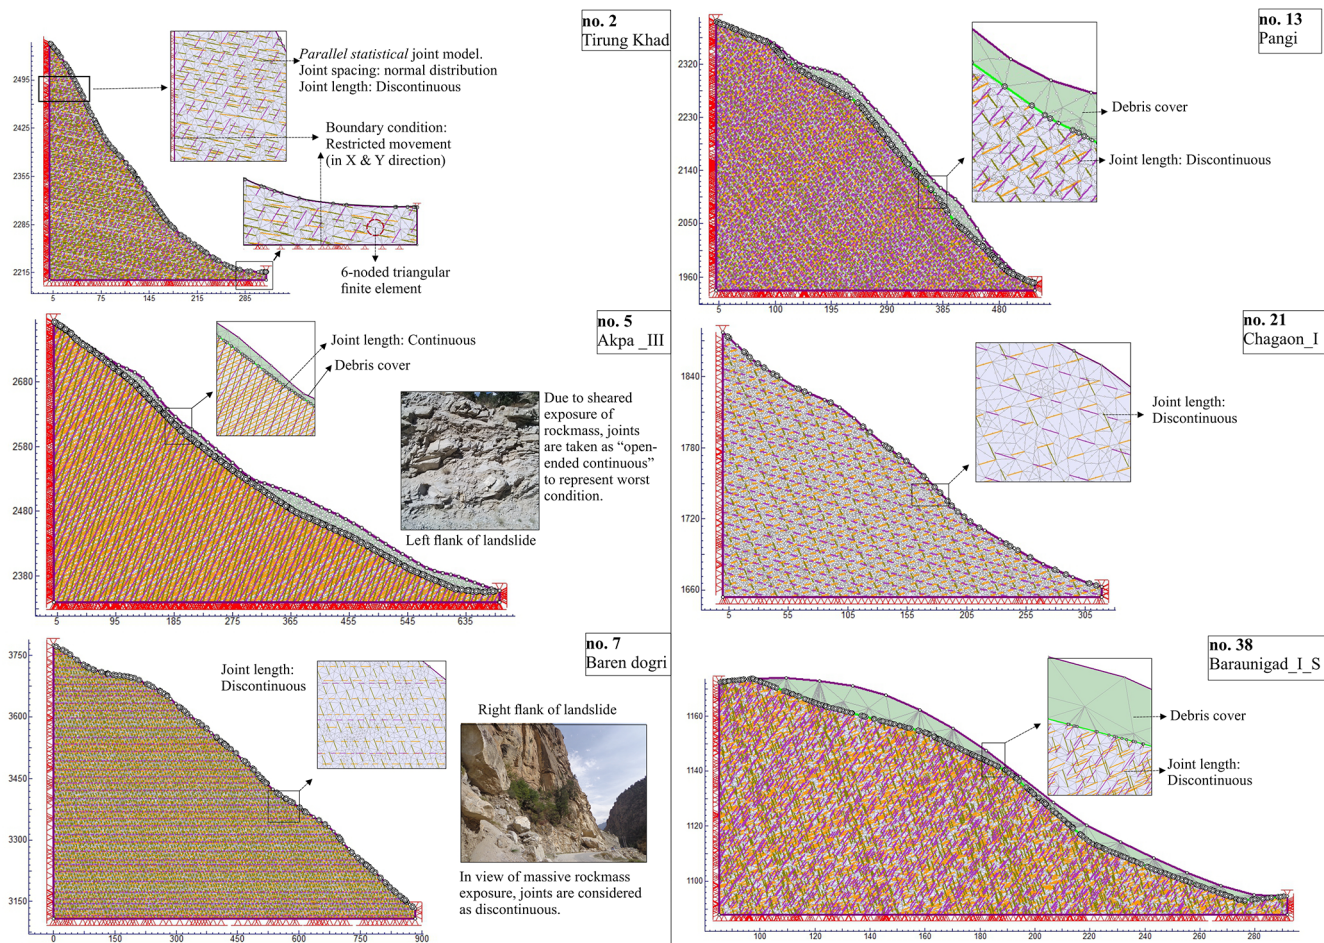 no. 2
Tirung Khad
Parallel statistical joint model.
Joint spacing: normal distribution
Joint length: Discontinuous
Boundary condition:
Restricted movement
(in X & Y direction)
6-noded triangular
finite element
2495
2425
2355
2285
2215
5 75 145 215 285
no. 13
Pangi
Debris cover
Joint length: Discontinuous
2320
2230
2140
2050
1960
5 100 195 290 385 480
no. 5
Akpa _III
Joint length: Continuous
Debris cover
Due to sheared
exposure of
rockmass, joints
are taken as “open-
ended continuous”
to represent worst
condition.
Left flank of landslide
2680
2580
2480
2380
5 95 185 275 365 455 545 635
no. 21
Chagaon_I
Joint length:
Discontinuous
1840
1780
1720
1660
5 55 105 155 205 255 305
no. 7
Baren dogri
Joint length:
Discontinuous
Right flank of landslide
In view of massive rockmass
exposure, joints are considered
as discontinuous.
3750
3600
3450
3300
3150
0 150 300 450 600 750 900
no. 38
Baraunigad_I_S
Debris cover
Joint length:
Discontinuous
1160
1140
1120
1100
100 120 140 160 180 200 220 240 260 280